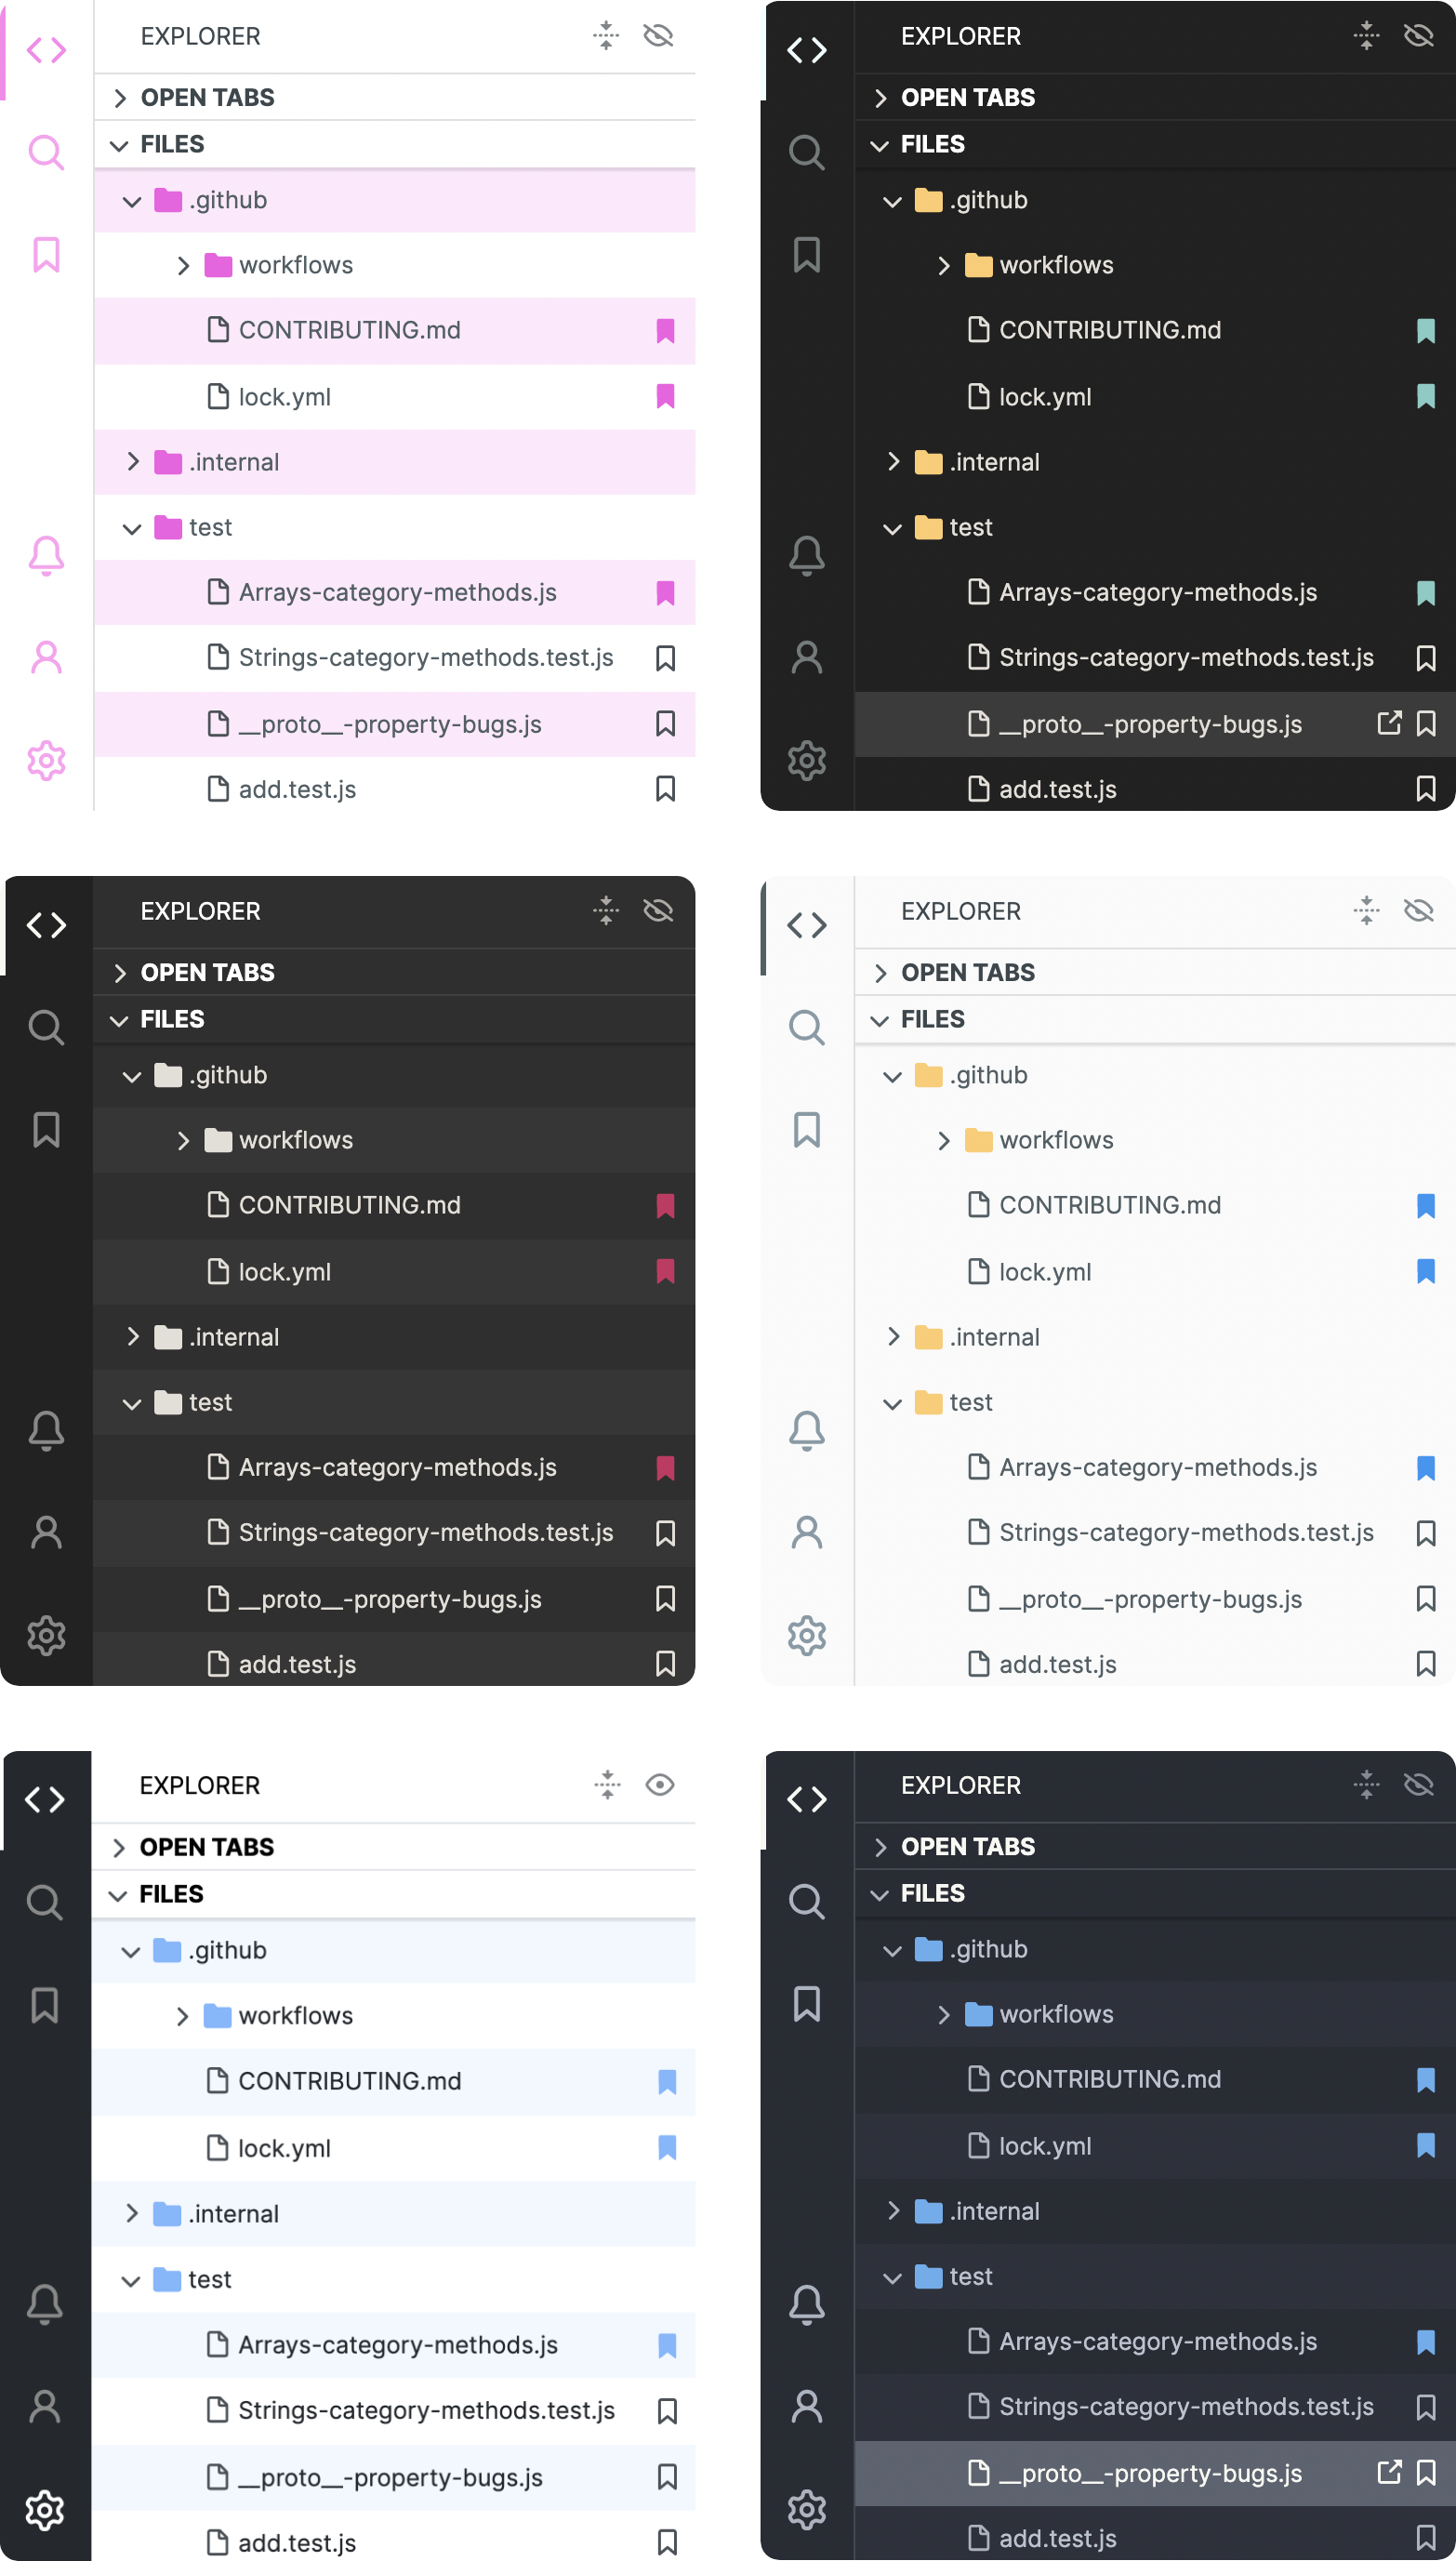 EXPLORER
OPEN TABS
FILES
.github
workflows
CONTRIBUTING.md
lock.yml
.internal
test
Arrays-category-methods.js
Strings-category-methods.test.js
__proto__-property-bugs.js
add.test.js
EXPLORER
OPEN TABS
FILES
.github
workflows
CONTRIBUTING.md
lock.yml
.internal
test
Arrays-category-methods.js
Strings-category-methods.test.js
__proto__-property-bugs.js
add.test.js
EXPLORER
OPEN TABS
FILES
.github
workflows
CONTRIBUTING.md
lock.yml
.internal
test
Arrays-category-methods.js
Strings-category-methods.test.js
__proto__-property-bugs.js
add.test.js
EXPLORER
OPEN TABS
FILES
.github
workflows
CONTRIBUTING.md
lock.yml
.internal
test
Arrays-category-methods.js
Strings-category-methods.test.js
__proto__-property-bugs.js
add.test.js
EXPLORER
OPEN TABS
FILES
.github
workflows
CONTRIBUTING.md
lock.yml
.internal
test
Arrays-category-methods.js
Strings-category-methods.test.js
__proto__-property-bugs.js
add.test.js
EXPLORER
OPEN TABS
FILES
.github
workflows
CONTRIBUTING.md
lock.yml
.internal
test
Arrays-category-methods.js
Strings-category-methods.test.js
__proto__-property-bugs.js
add.test.js